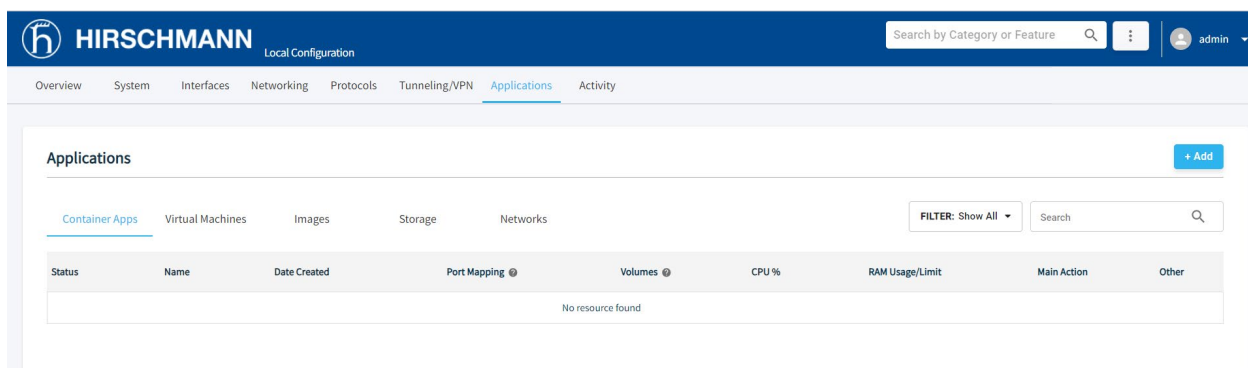 HIRSCHMANN
Local Configuration
Search by Category or Feature
admin
Overview System Interfaces Networking Protocols Tunneling/VPN Applications Activity
Applications
+ Add
Container Apps Virtual Machines Images Storage Networks
FILTER: Show All
Search
Status Name Date Created Port Mapping Volumes CPU % RAM Usage/Limit Main Action Other
No resource found